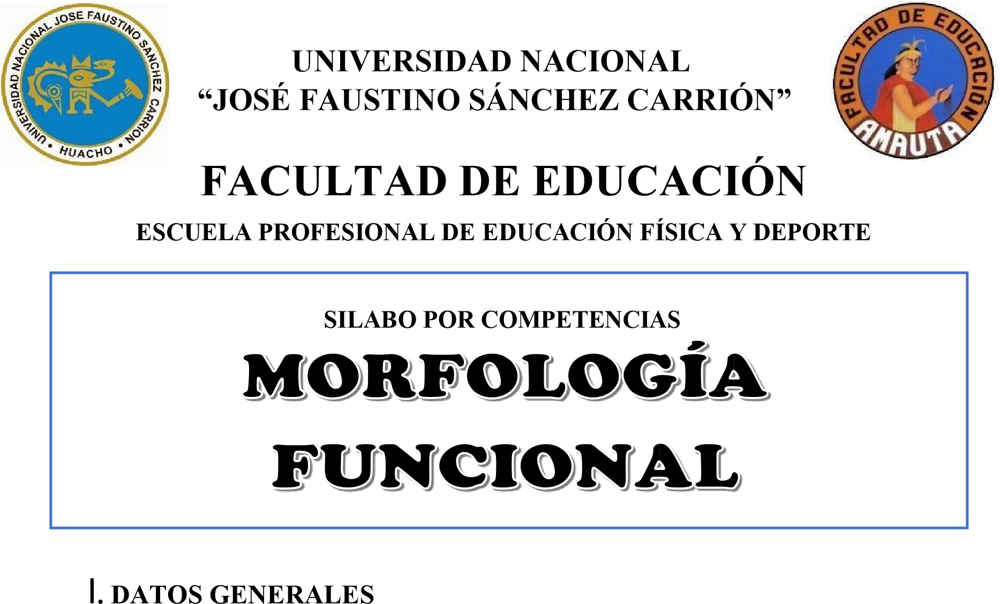 UNIVERSIDAD NACIONAL JOSE FAUSTINO SANCHEZ CARRION
• HUACHO •
FACULTAD DE EDUCACIÓN
AMAUTA
UNIVERSIDAD NACIONAL
“JOSÉ FAUSTINO SÁNCHEZ CARRIÓN”
FACULTAD DE EDUCACIÓN
ESCUELA PROFESIONAL DE EDUCACIÓN FÍSICA Y DEPORTE
SILABO POR COMPETENCIAS
MORFOLOGÍA
FUNCIONAL
I. DATOS GENERALES